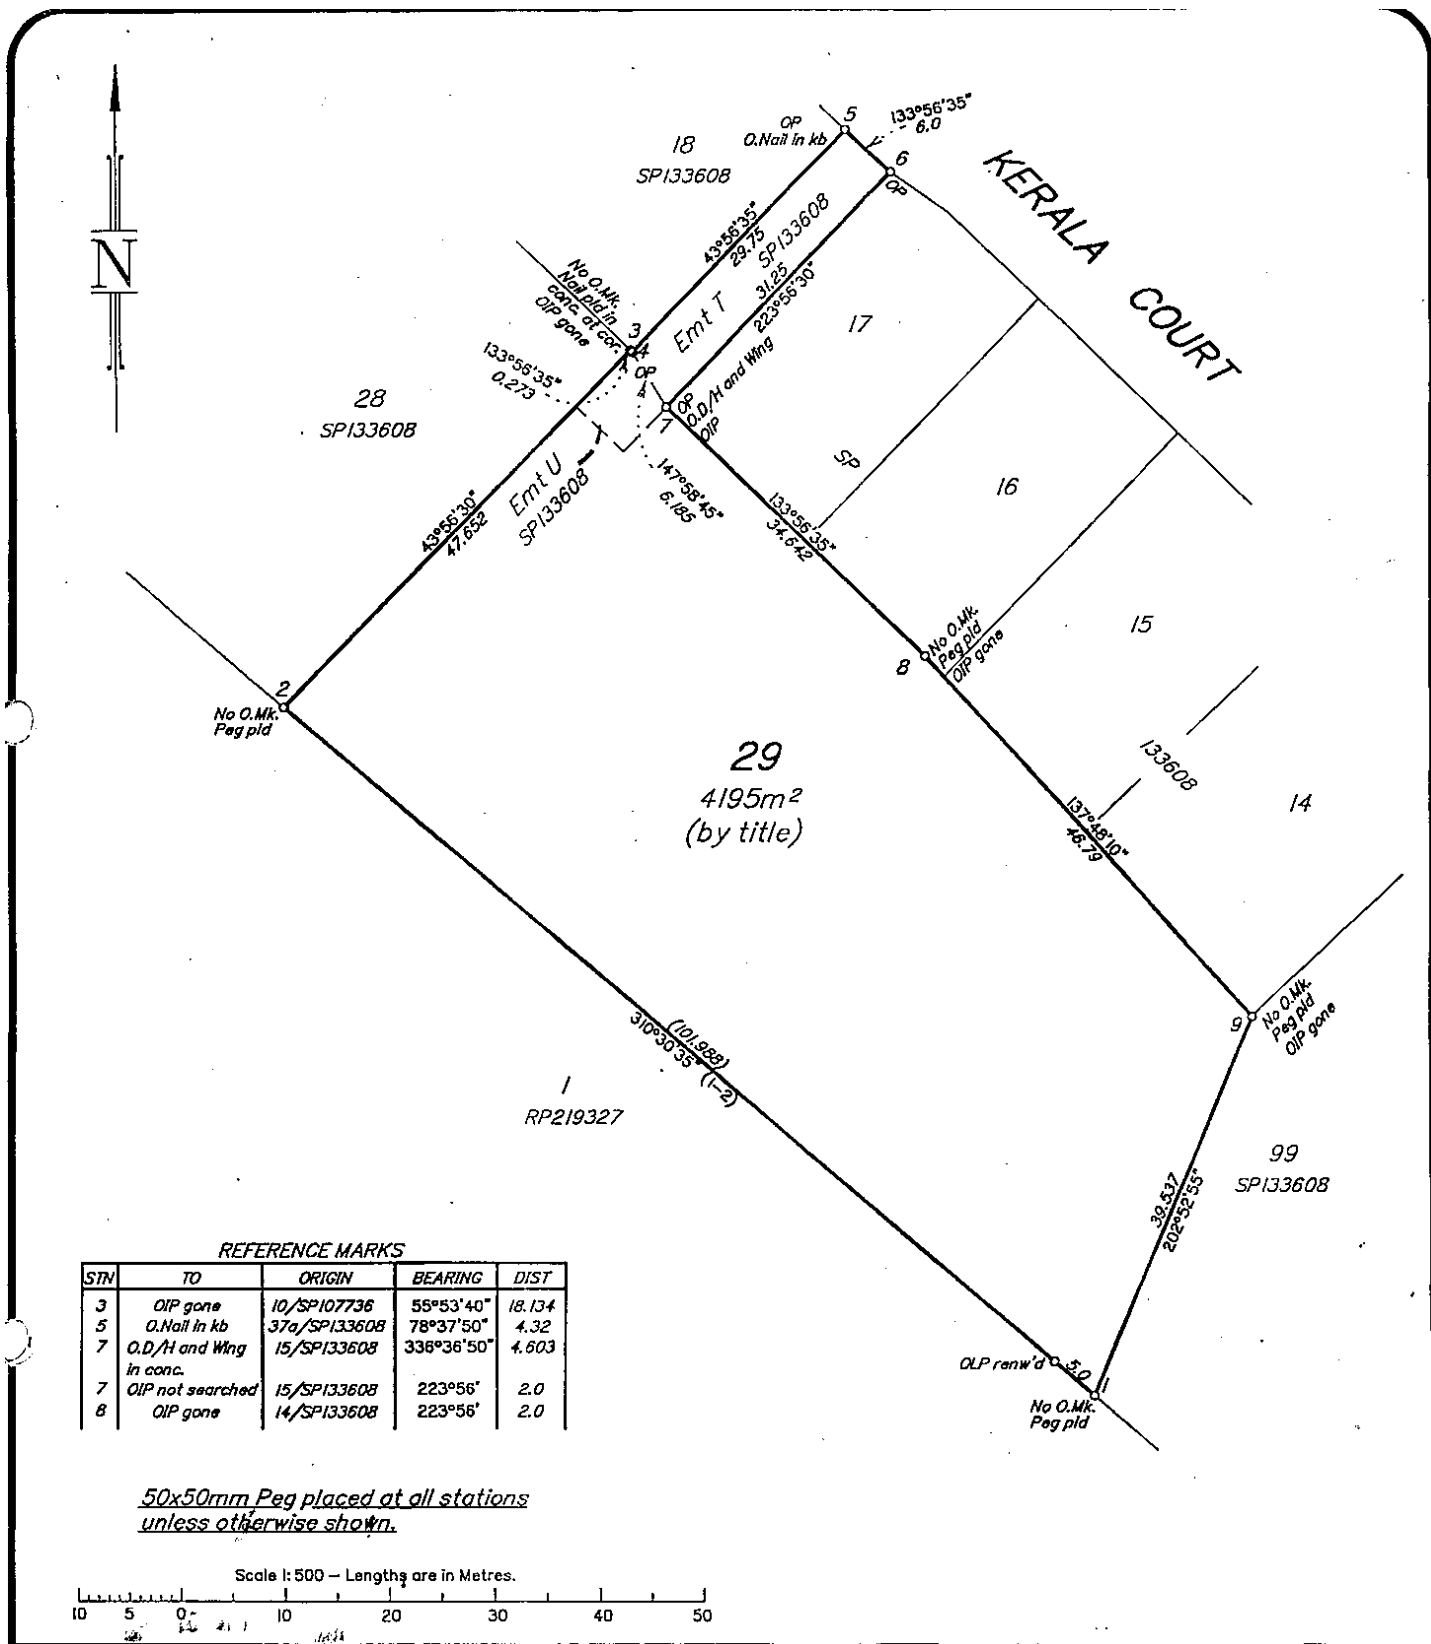 N
18
SP133608
OP
O.Nail in kb
5
133°56'35"
6.0
6
OP
KERALA COURT
43°56'35"
29.75
SP133608
Emt T
31.25
223°56'30"
No O.Mk.
Nail pld in
conc. at cor.
OIP gone
3
4
OP
133°56'35"
0.273
28
SP133608
17
OP
O.D/H and Wing
OIP
7
Emt U
SP133608
147°58'45"
6.185
43°56'30"
47.652
SP
16
133°56'35"
34.642
15
No O.Mk.
Peg pld
OIP gone
8
2
No O.Mk.
Peg pld
29
4195m²
(by title)
133608
14
137°48'10"
46.79
9
No O.Mk.
Peg pld
OIP gone
(101.988)
310°30'35"
(1-2)
1
RP219327
99
SP133608
39.537
202°52'55"
OLP renw'd
5.0
1
No O.Mk.
Peg pld
REFERENCE MARKS
STN TO ORIGIN BEARING DIST
3 OIP gone 10/SP107736 55°53'40" 18.134
5 O.Nail in kb 37a/SP133608 78°37'50" 4.32
7 O.D/H and Wing 15/SP133608 336°36'50" 4.603
in conc.
7 OIP not searched 15/SP133608 223°56' 2.0
8 OIP gone 14/SP133608 223°56' 2.0
50x50mm Peg placed at all stations
unless otherwise shown.
Scale 1:500 – Lengths are in Metres.
10 5 0 10 20 30 40 50